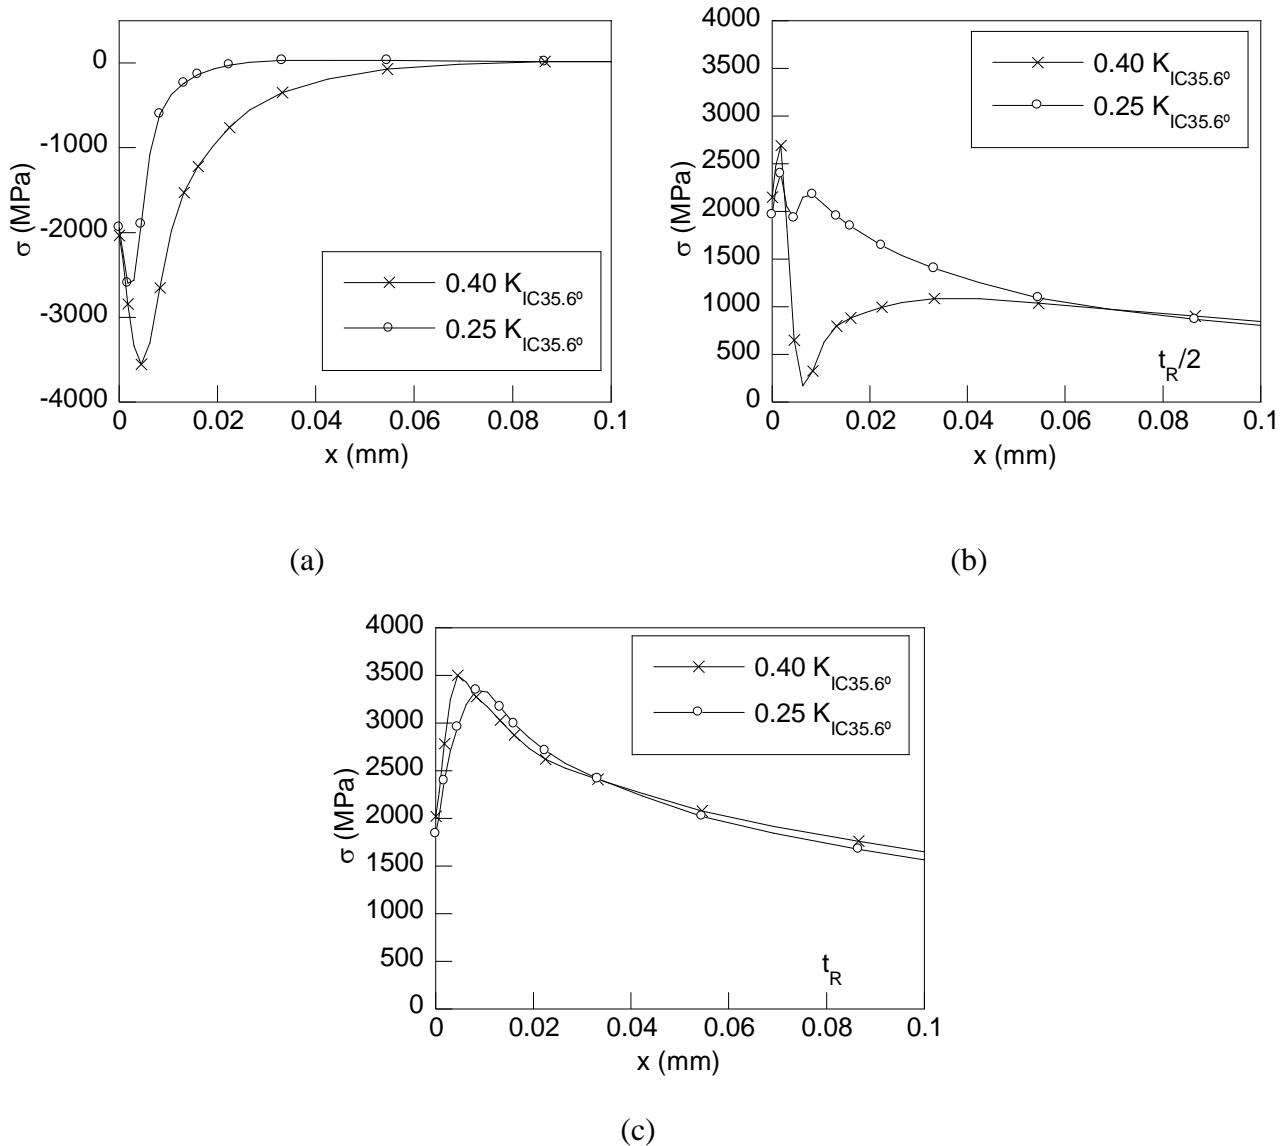 0
-1000
-2000
-3000
-4000
σ (MPa)
0.40 K_IC35.6º
0.25 K_IC35.6º
0 0.02 0.04 0.06 0.08 0.1
x (mm)
(a)
4000
3500
3000
2500
2000
1500
1000
500
0
σ (MPa)
0.40 K_IC35.6º
0.25 K_IC35.6º
t_R/2
0 0.02 0.04 0.06 0.08 0.1
x (mm)
(b)
4000
3500
3000
2500
2000
1500
1000
500
0
σ (MPa)
0.40 K_IC35.6º
0.25 K_IC35.6º
t_R
0 0.02 0.04 0.06 0.08 0.1
x (mm)
(c)